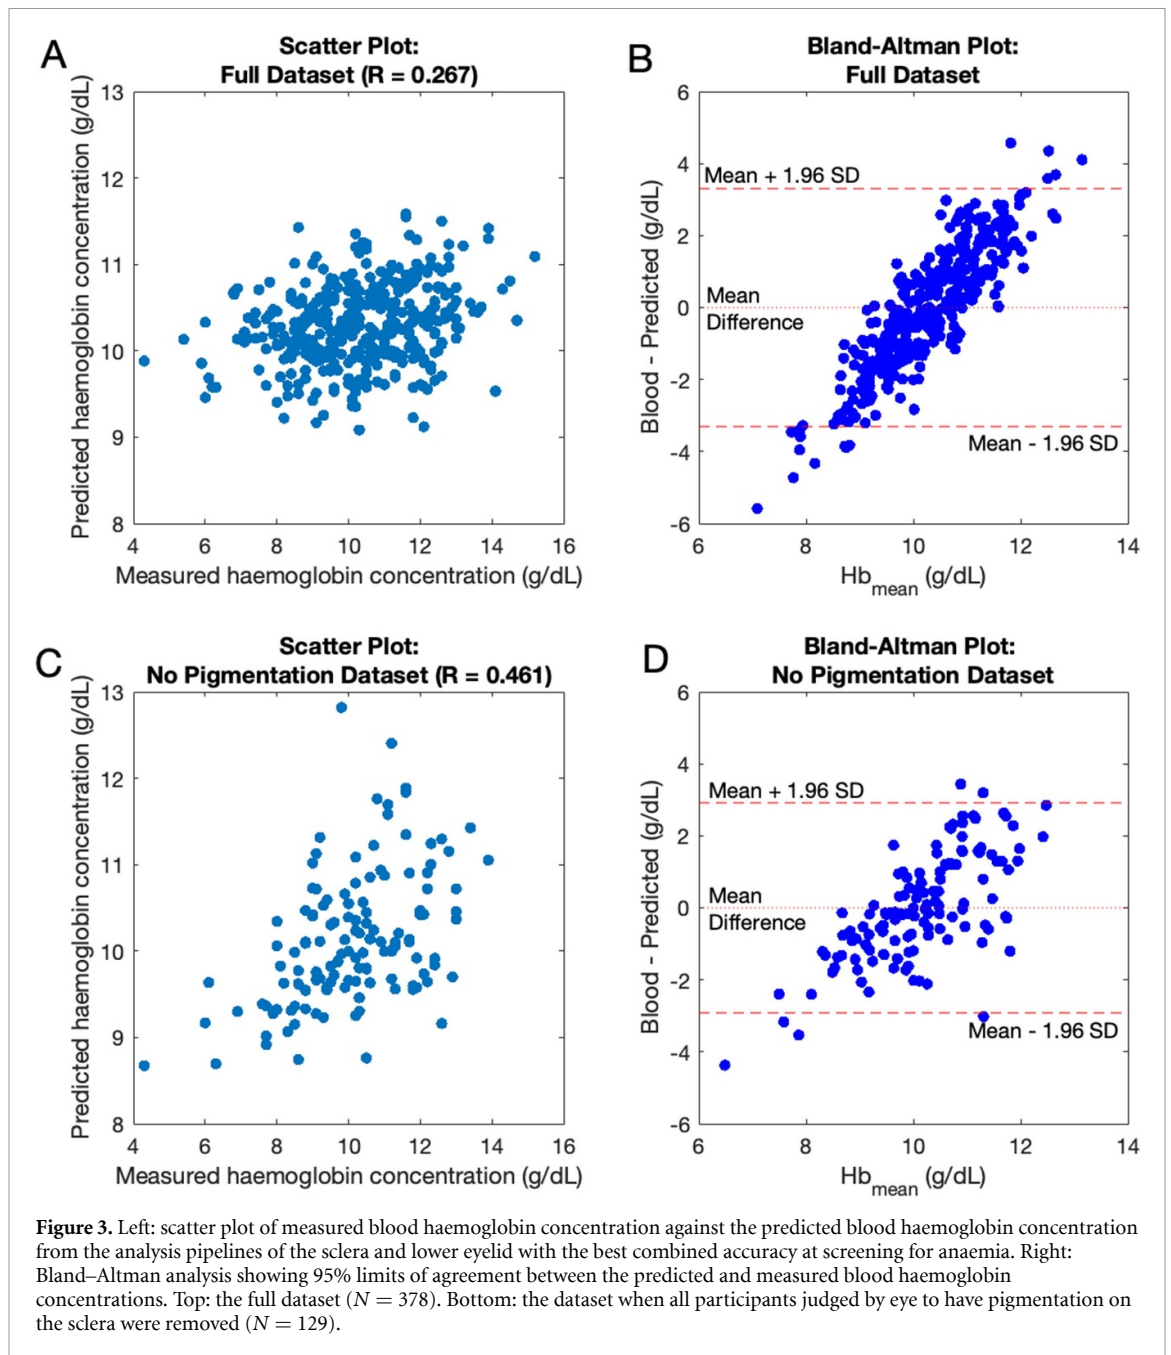 A
Scatter Plot:
Full Dataset (R = 0.267)
Predicted haemoglobin concentration (g/dL)
13
12
11
10
9
8
4 6 8 10 12 14 16
Measured haemoglobin concentration (g/dL)
B
Bland-Altman Plot:
Full Dataset
Blood - Predicted (g/dL)
6
4
2
0
-2
-4
-6
Mean + 1.96 SD
Mean
Difference
Mean - 1.96 SD
6 8 10 12 14
Hbmean (g/dL)
C
Scatter Plot:
No Pigmentation Dataset (R = 0.461)
Predicted haemoglobin concentration (g/dL)
13
12
11
10
9
8
4 6 8 10 12 14 16
Measured haemoglobin concentration (g/dL)
D
Bland-Altman Plot:
No Pigmentation Dataset
Blood - Predicted (g/dL)
6
4
2
0
-2
-4
-6
Mean + 1.96 SD
Mean
Difference
Mean - 1.96 SD
6 8 10 12 14
Hbmean (g/dL)
Figure 3. Left: scatter plot of measured blood haemoglobin concentration against the predicted blood haemoglobin concentration
from the analysis pipelines of the sclera and lower eyelid with the best combined accuracy at screening for anaemia. Right:
Bland–Altman analysis showing 95% limits of agreement between the predicted and measured blood haemoglobin
concentrations. Top: the full dataset (N = 378). Bottom: the dataset when all participants judged by eye to have pigmentation on
the sclera were removed (N = 129).